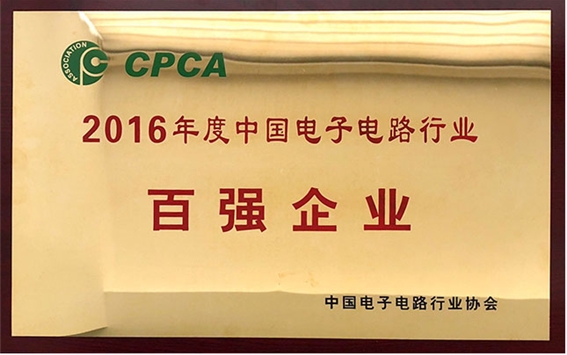 ASSOCIATION CPCA
2016年度中国电子电路行业
百强企业
中国电子电路行业协会